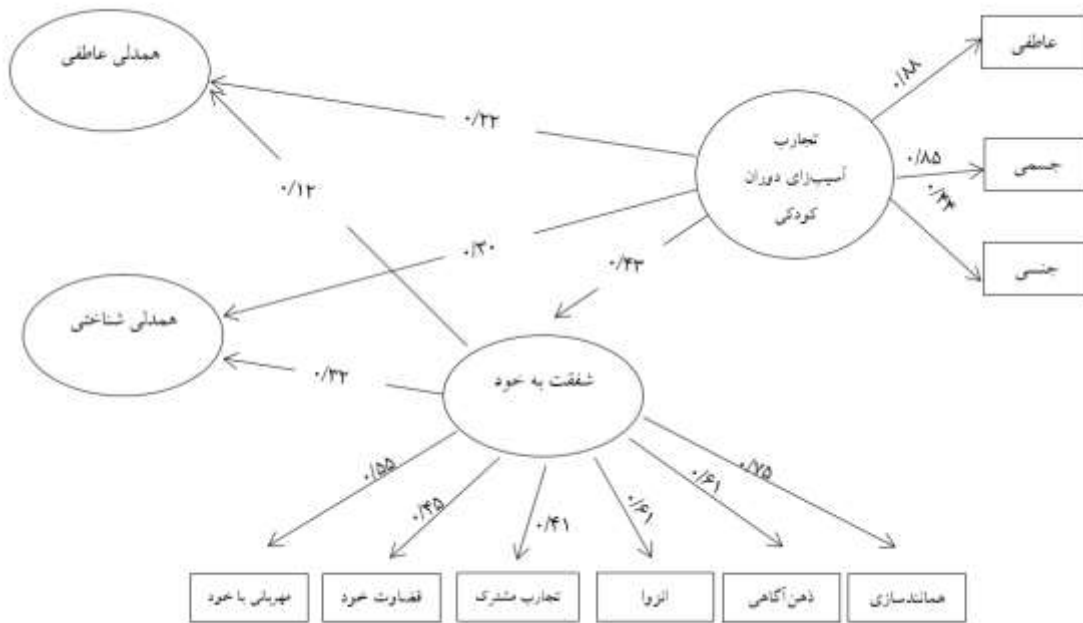 همدلی عاطفی
عاطفی
۰/۸۸
۰/۲۲
تجارب
آسیب‌زای دوران
کودکی
جسمی
۰/۸۵
۰/۴۴
۰/۱۲
۰/۳۰
۰/۴۳
جنسی
همدلی شناختی
۰/۳۲
شفقت به خود
۰/۵۵
۰/۴۵
۰/۴۱
۰/۶۱
۰/۶۱
۰/۷۵
همانندسازی
ذهن‌آگاهی
انزوا
تجارب مشترک
قضاوت خود
مهربانی با خود